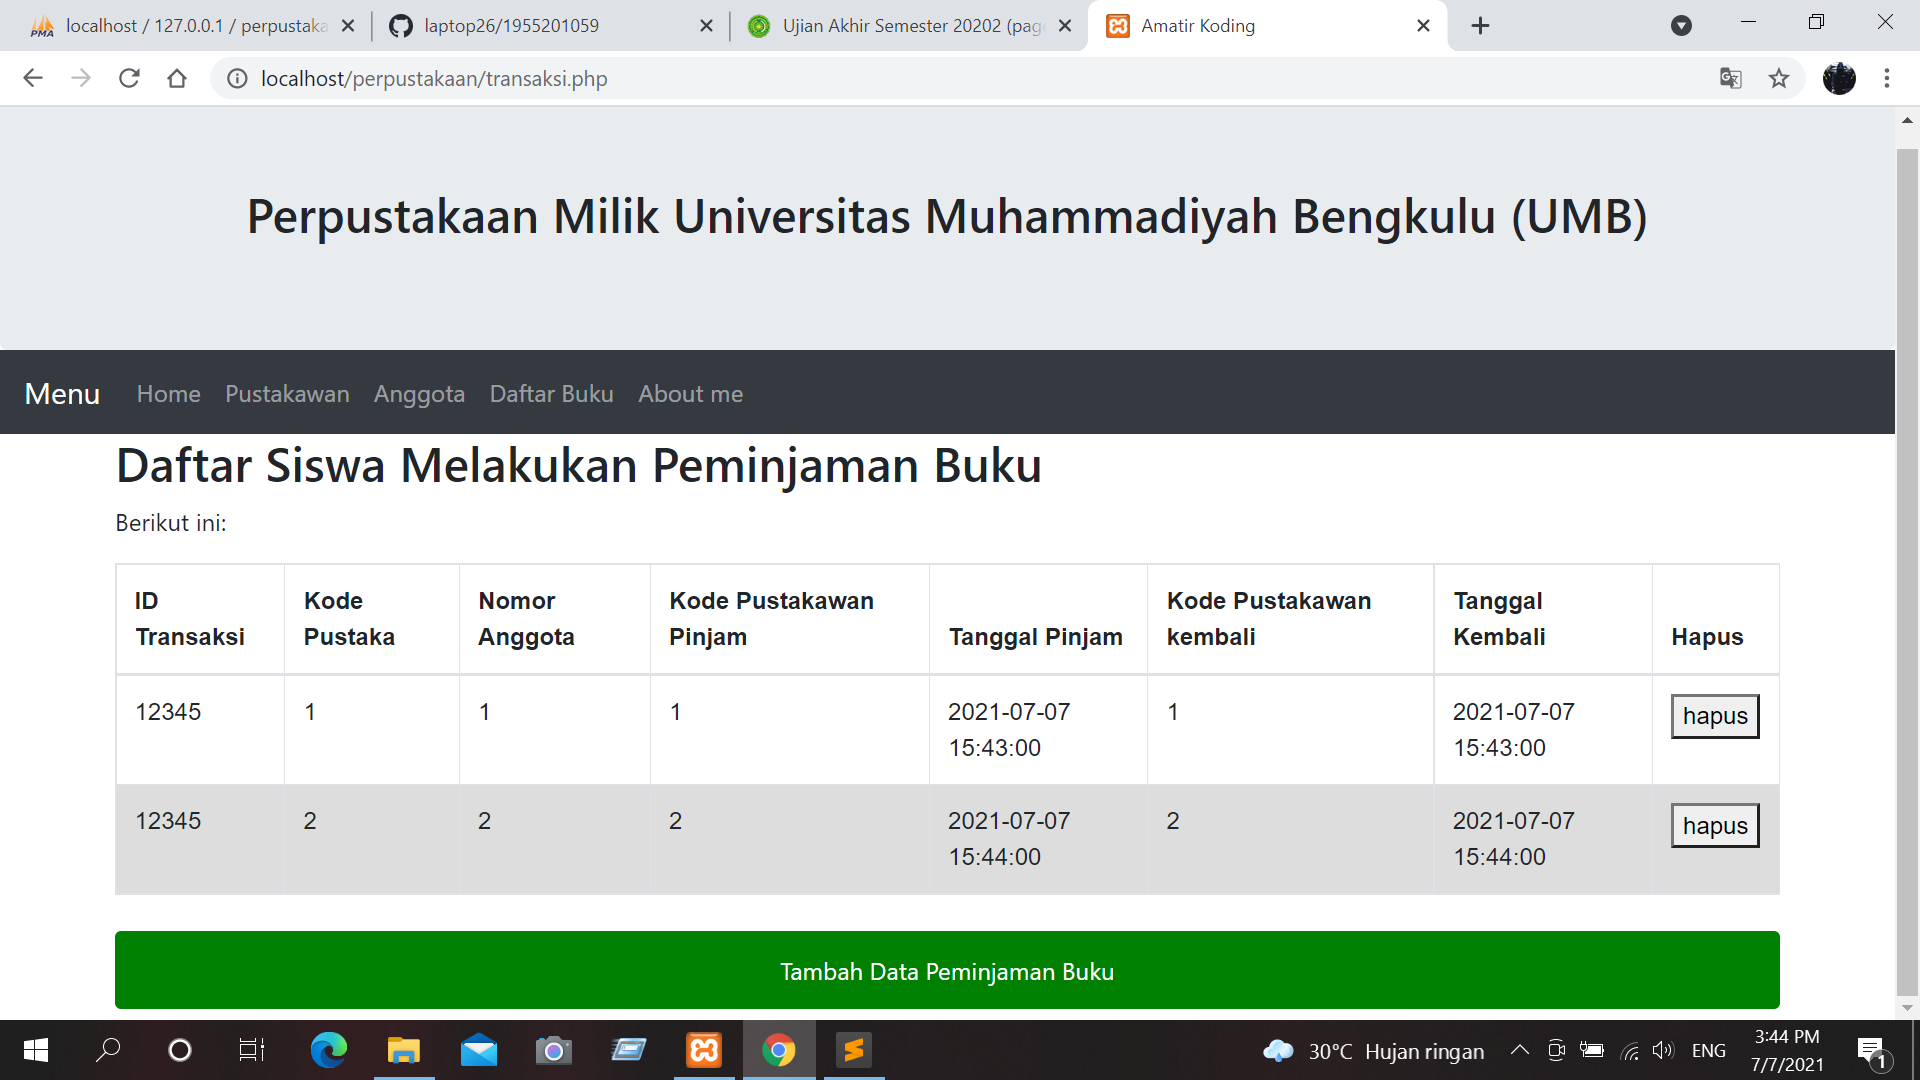 localhost / 127.0.0.1 / perpustaka
laptop26/1955201059
Ujian Akhir Semester 20202 (page
Amatir Koding
localhost/perpustakaan/transaksi.php
Perpustakaan Milik Universitas Muhammadiyah Bengkulu (UMB)
Menu Home Pustakawan Anggota Daftar Buku About me
Daftar Siswa Melakukan Peminjaman Buku
Berikut ini:
ID Transaksi Kode Pustaka Nomor Anggota Kode Pustakawan Pinjam Tanggal Pinjam Kode Pustakawan kembali Tanggal Kembali Hapus
12345 1 1 1 2021-07-07 15:43:00 1 2021-07-07 15:43:00 hapus
12345 2 2 2 2021-07-07 15:44:00 2 2021-07-07 15:44:00 hapus
Tambah Data Peminjaman Buku
30°C Hujan ringan ENG 3:44 PM
7/7/2021 1